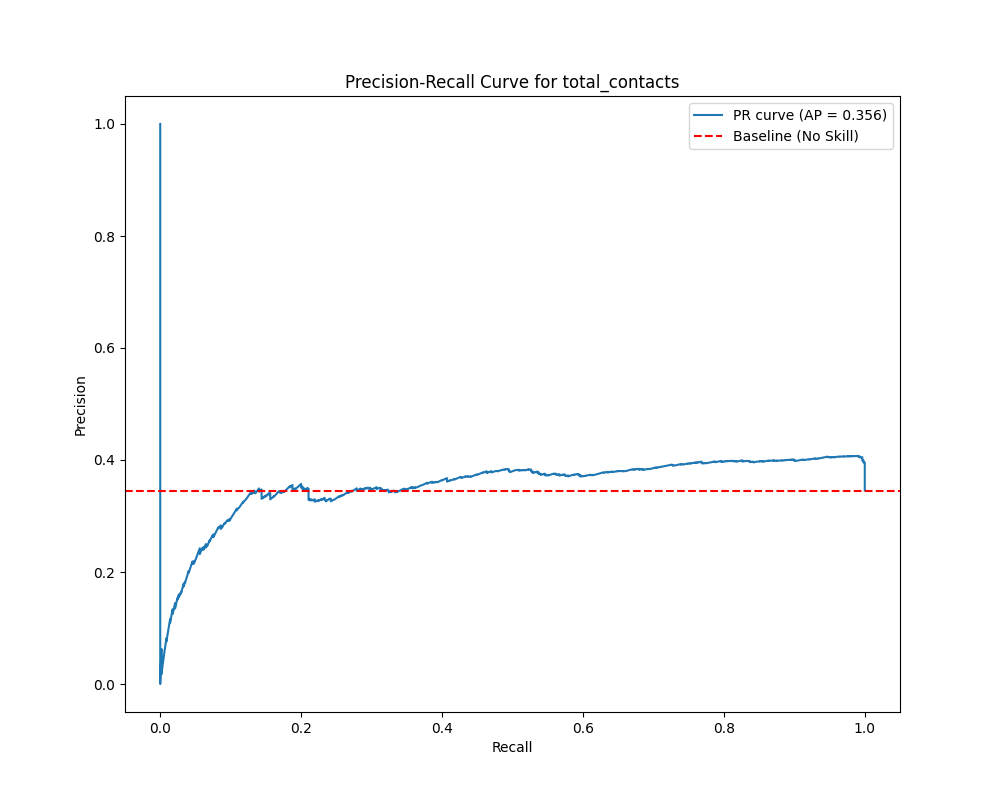 Precision-Recall Curve for total_contacts
PR curve (AP = 0.356)
Baseline (No Skill)
Precision
1.0
0.8
0.6
0.4
0.2
0.0
0.0 0.2 0.4 0.6 0.8 1.0
Recall